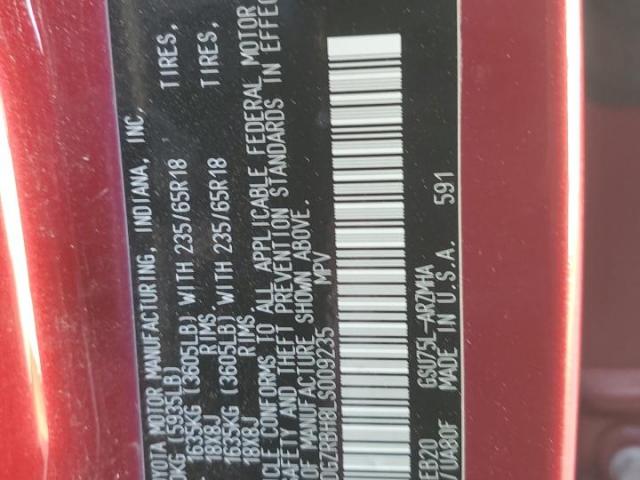 OYOTA MOTOR MANUFACTURING, INDIANA, INC.
0KG (5935LB)
1635KG (3605LB) WITH 235/65R18 TIRES,
18X8J RIMS.
1635KG (3605LB) WITH 235/65R18 TIRES,
18X8J RIMS.
ICLE CONFORMS TO ALL APPLICABLE FEDERAL MOTOR
SAFETY AND THEFT PREVENTION STANDARDS IN EFFEC
OF MANUFACTURE SHOWN ABOVE.
DGZRBH8LS009235 MPV
EB20 GSU75L-ARZMHA
/UA80F MADE IN U.S.A. 591